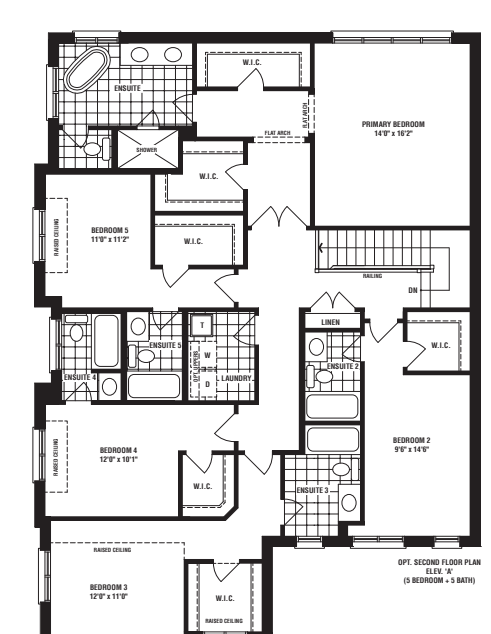 W.I.C.
ENSUITE
FLAT ARCH
PRIMARY BEDROOM
14'0" x 16'2"
FLAT ARCH
SHOWER
W.I.C.
RAISED CEILING
BEDROOM 5
11'0" x 11'2"
W.I.C.
RAILING
DN
LINEN
T
ENSUITE 5
W
OPT. UPPERS
W.I.C.
ENSUITE 2
ENSUITE 4
D
LAUNDRY
RAISED CEILING
BEDROOM 4
12'0" x 10'1"
BEDROOM 2
9'6" x 14'6"
W.I.C.
ENSUITE 3
RAISED CEILING
OPT. SECOND FLOOR PLAN
ELEV. 'A'
(5 BEDROOM + 5 BATH)
BEDROOM 3
12'0" x 11'0"
W.I.C.
RAISED CEILING